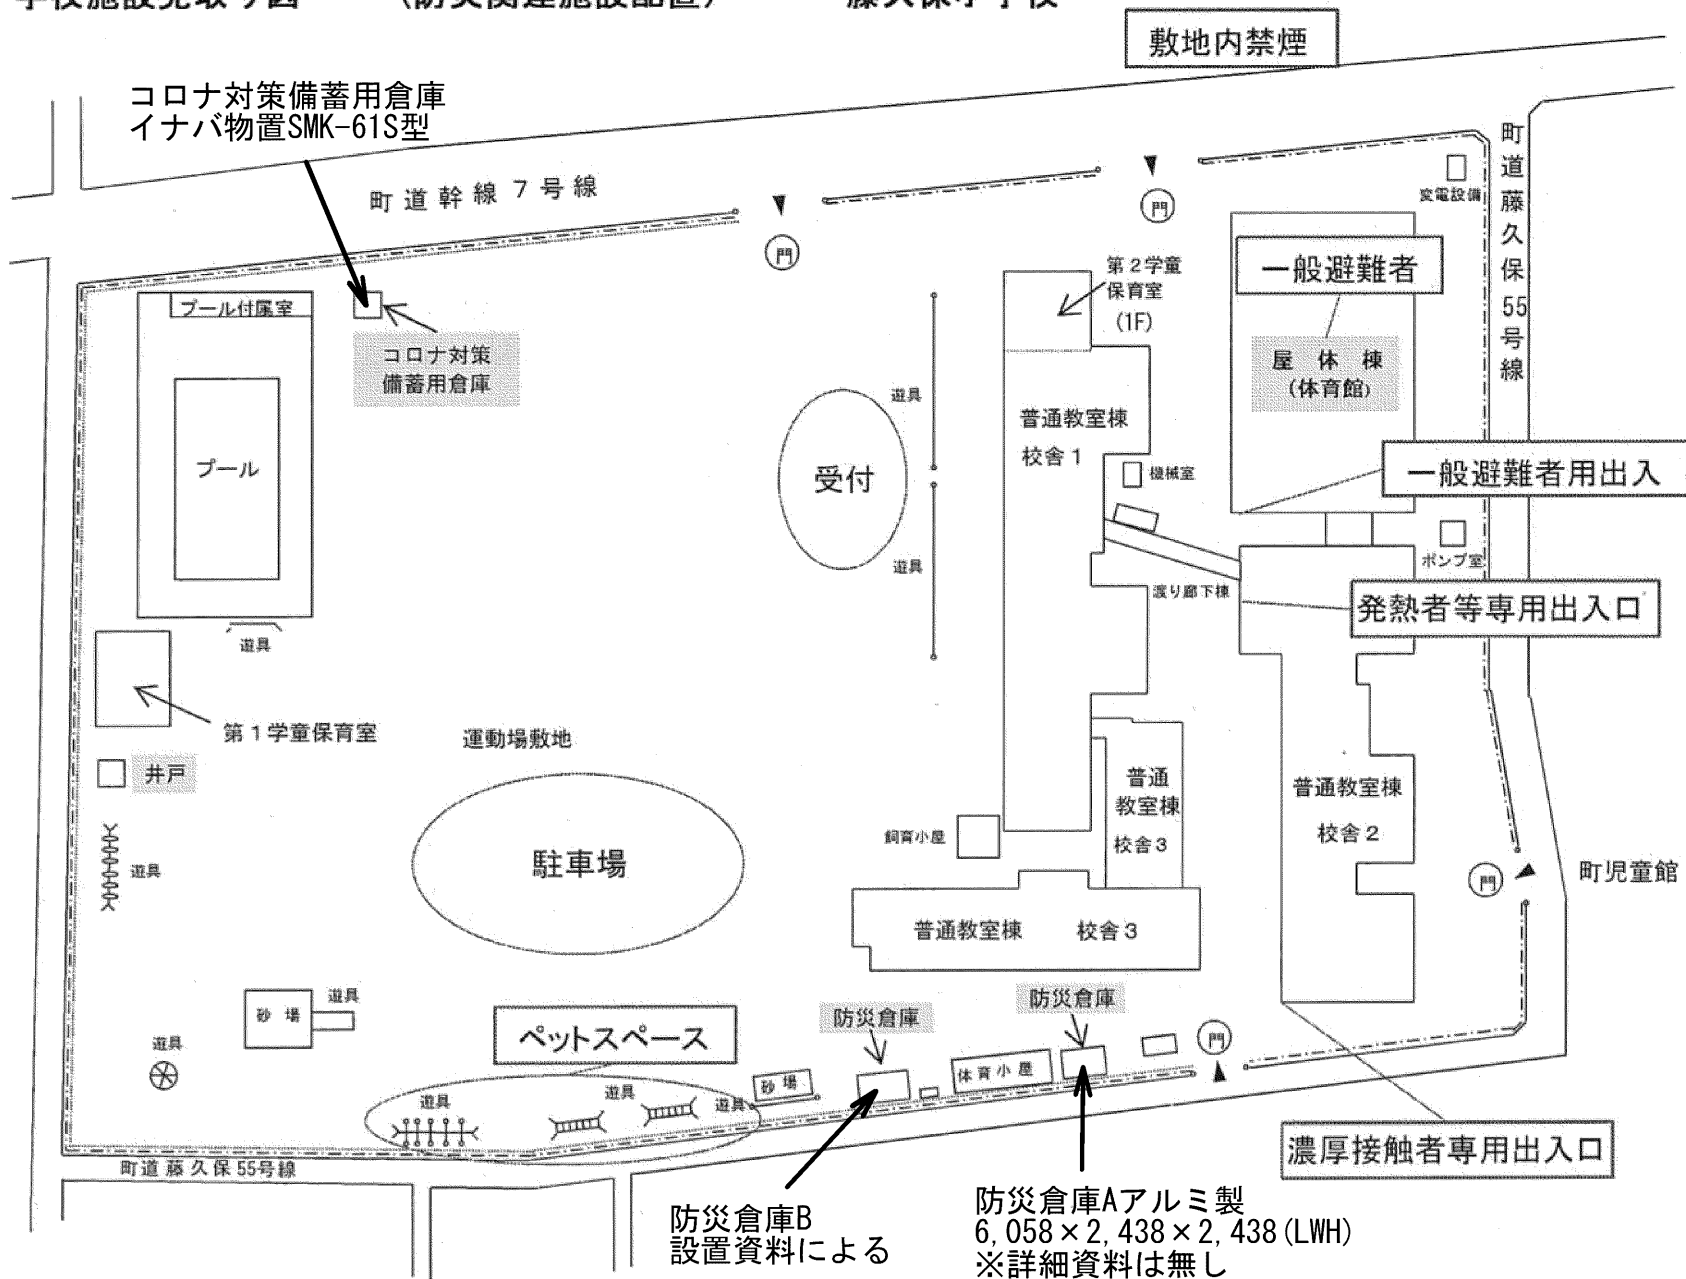 敷地内禁煙
コロナ対策備蓄用倉庫
イナバ物置SMK-61S型
町道幹線７号線
門
門
変電設備
町道藤久保55号線
プール付属室
コロナ対策
備蓄用倉庫
プール
遊具
第２学童
保育室
(1F)
一般避難者
屋体棟
(体育館)
遊具
受付
遊具
普通教室棟
校舎１
機械室
一般避難者用出入
ポンプ室
渡り廊下棟
発熱者等専用出入口
第１学童保育室
運動場敷地
井戸
遊具
駐車場
飼育小屋
普通
教室棟
校舎３
普通教室棟
校舎２
門
町児童館
普通教室棟 校舎３
砂場
遊具
遊具
ペットスペース
防災倉庫
防災倉庫
門
遊具
遊具
遊具
砂場
体育小屋
町道藤久保55号線
濃厚接触者専用出入口
防災倉庫B
設置資料による
防災倉庫Aアルミ製
6,058×2,438×2,438(LWH)
※詳細資料は無し